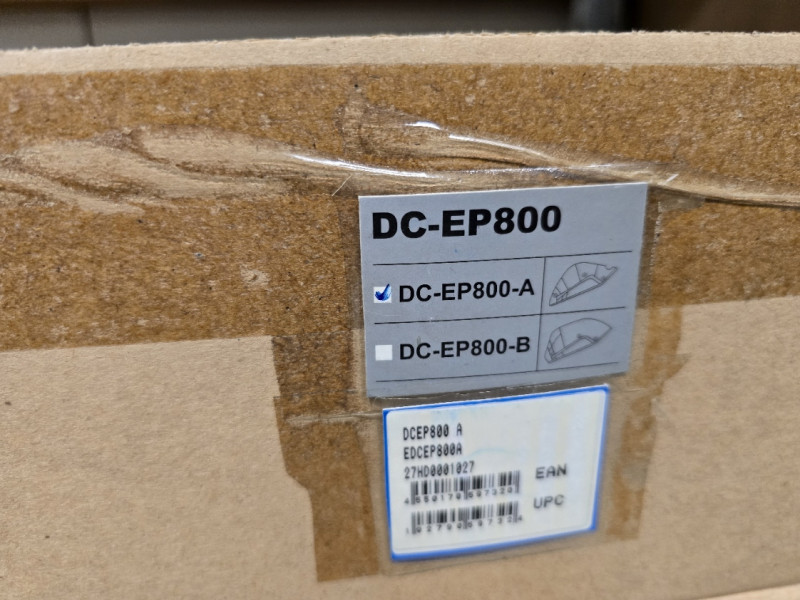 DC-EP800
DC-EP800-A
DC-EP800-B
DCEP800 A
EDCEP800A
27HD0001027
EAN
UPC